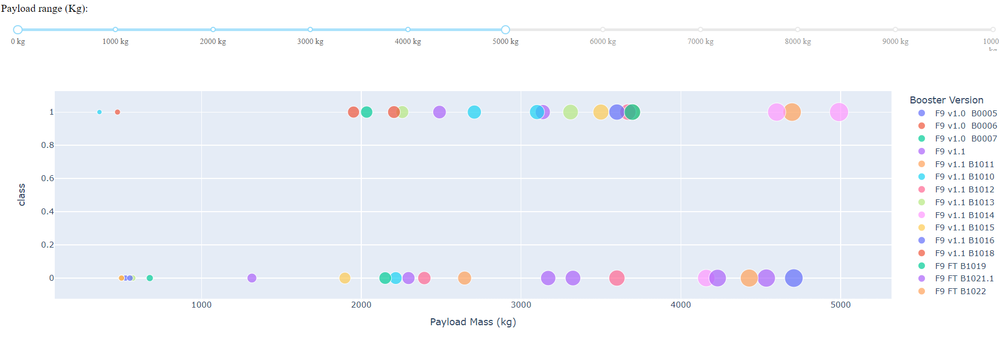 Payload range (Kg):
0 kg 1000 kg 2000 kg 3000 kg 4000 kg 5000 kg 6000 kg 7000 kg 8000 kg 9000 kg 1000
kg
Booster Version
F9 v1.0  B0005
F9 v1.0  B0006
F9 v1.0  B0007
F9 v1.1
F9 v1.1 B1011
F9 v1.1 B1010
F9 v1.1 B1012
F9 v1.1 B1013
F9 v1.1 B1014
F9 v1.1 B1015
F9 v1.1 B1016
F9 v1.1 B1018
F9 FT B1019
F9 FT B1021.1
F9 FT B1022
1
0.8
0.6
0.4
0.2
0
class
1000 2000 3000 4000 5000
Payload Mass (kg)